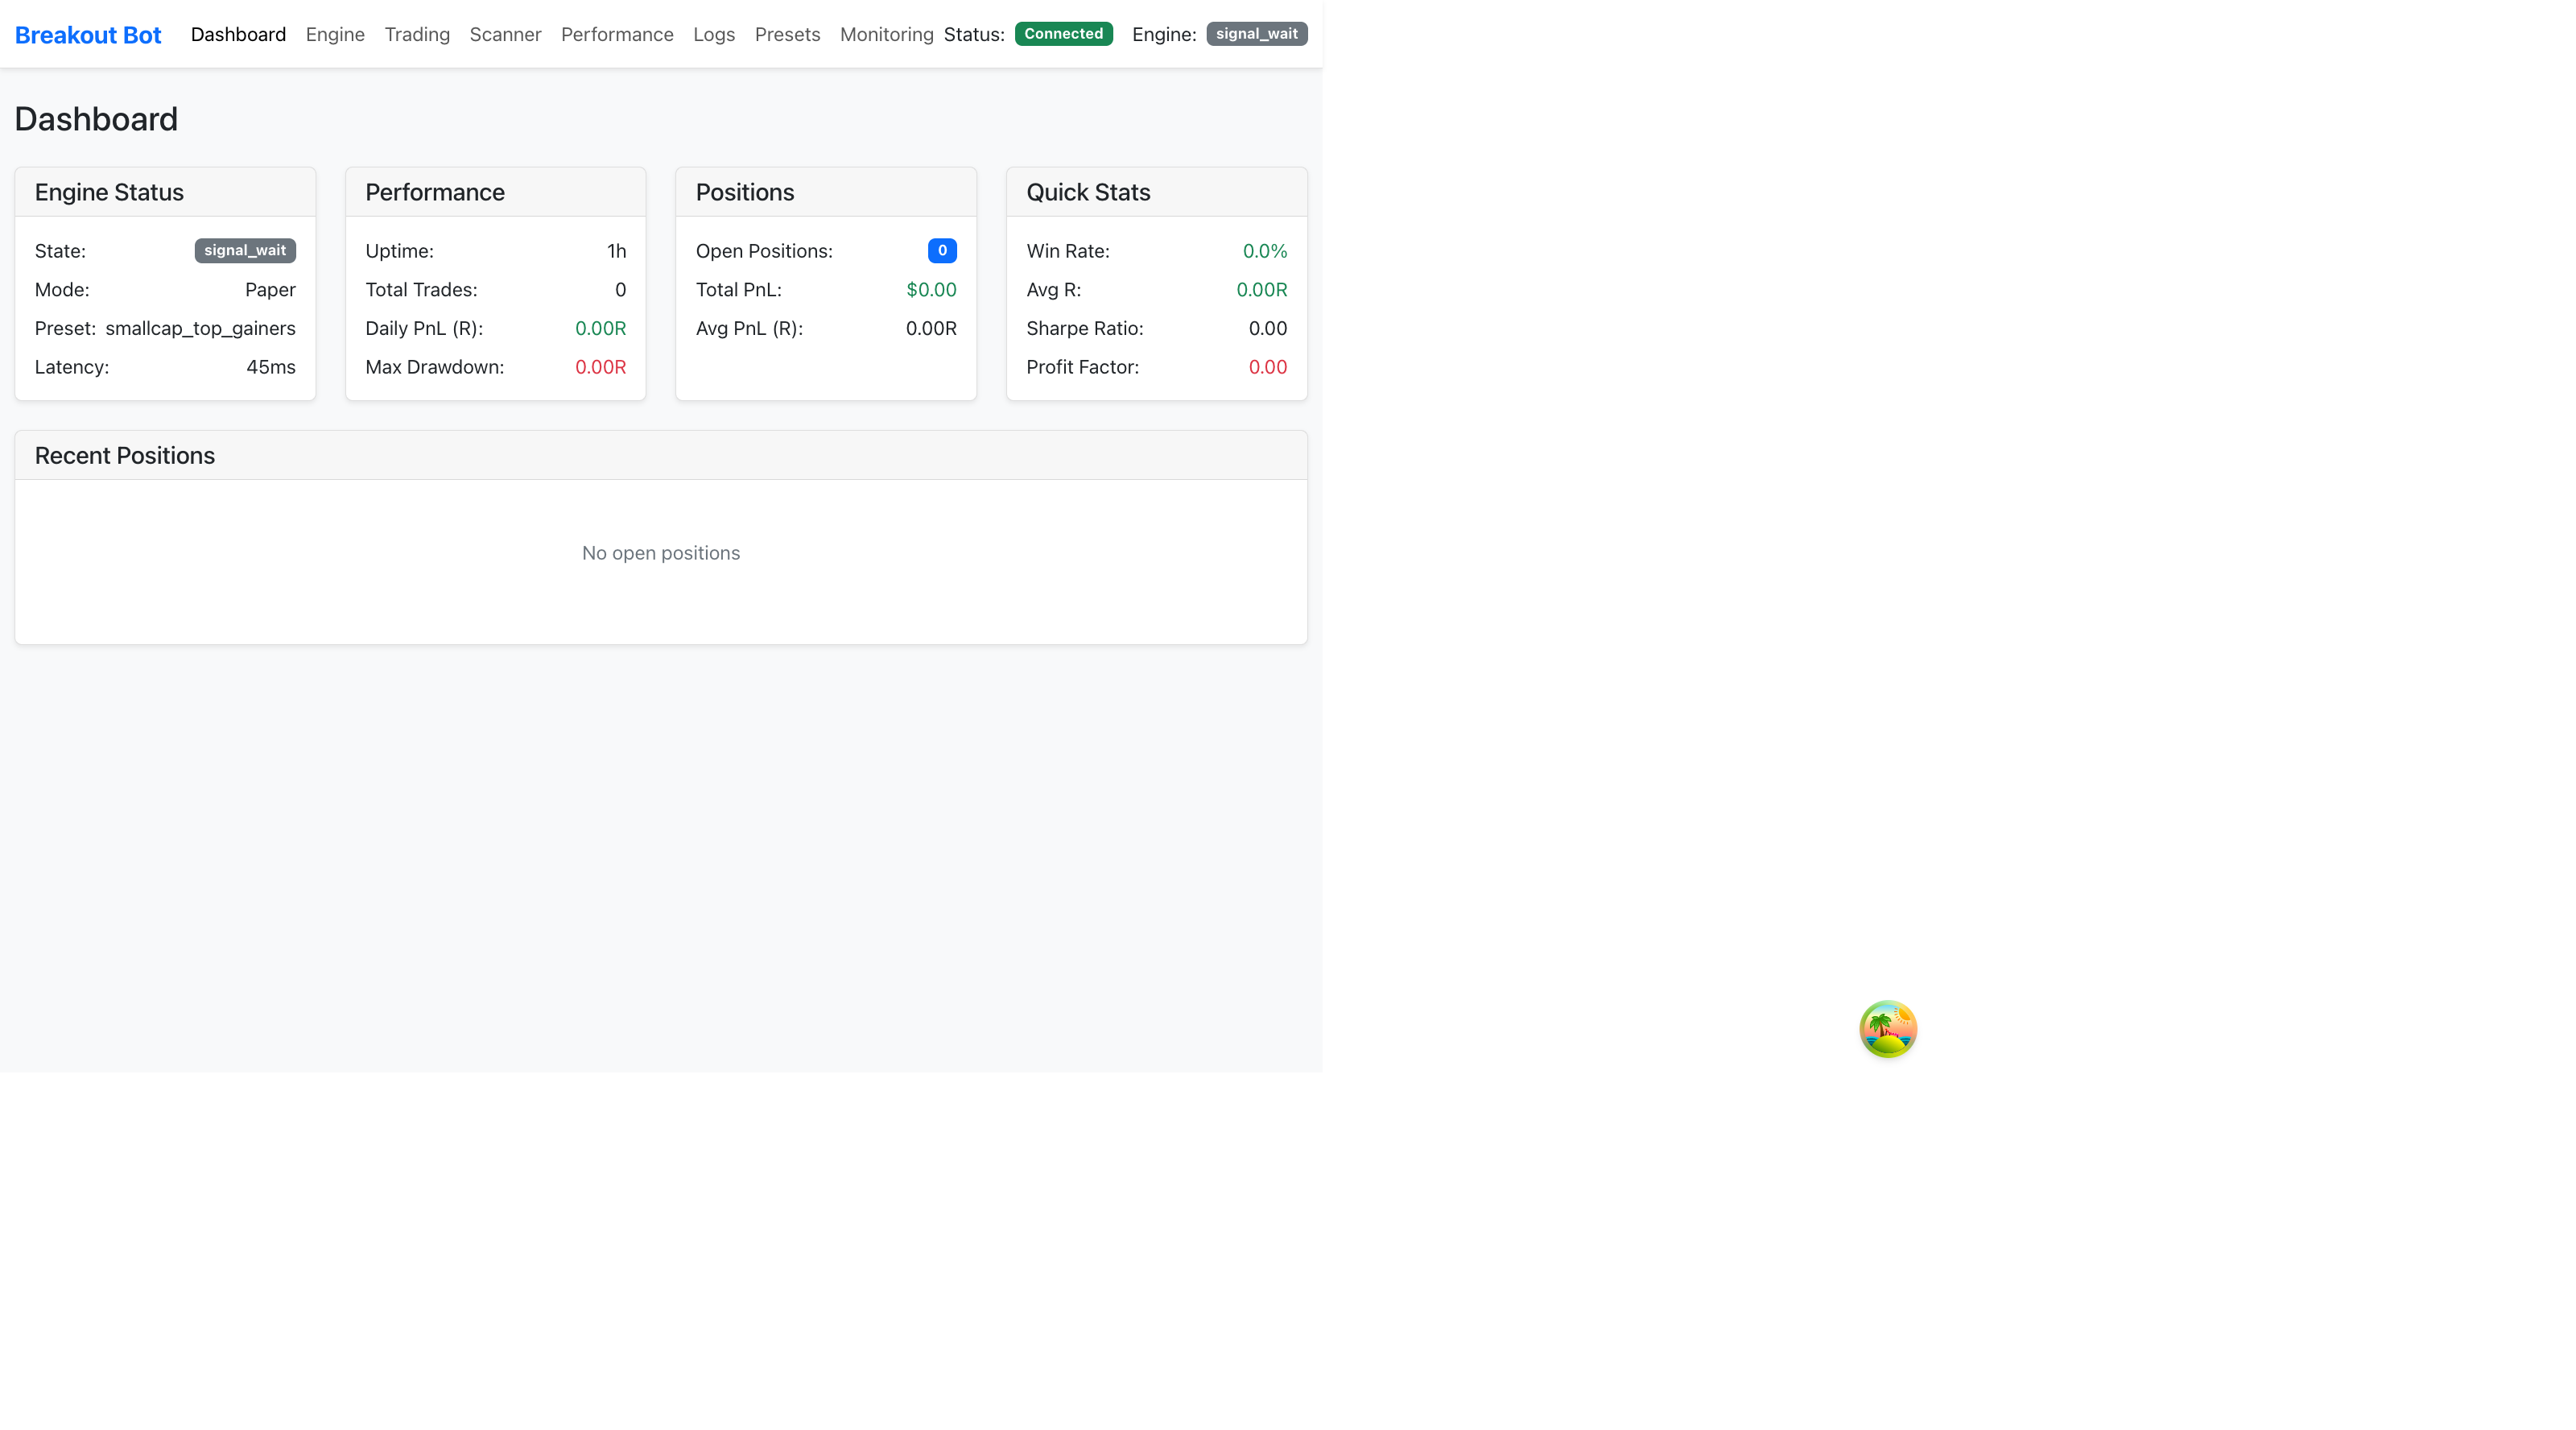 Breakout Bot Dashboard Engine Trading Scanner Performance Logs Presets Monitoring Status: Connected Engine: signal_wait
Dashboard
Engine Status
State: signal_wait
Mode: Paper
Preset: smallcap_top_gainers
Latency: 45ms
Performance
Uptime: 1h
Total Trades: 0
Daily PnL (R): 0.00R
Max Drawdown: 0.00R
Positions
Open Positions: 0
Total PnL: $0.00
Avg PnL (R): 0.00R
Quick Stats
Win Rate: 0.0%
Avg R: 0.00R
Sharpe Ratio: 0.00
Profit Factor: 0.00
Recent Positions
No open positions